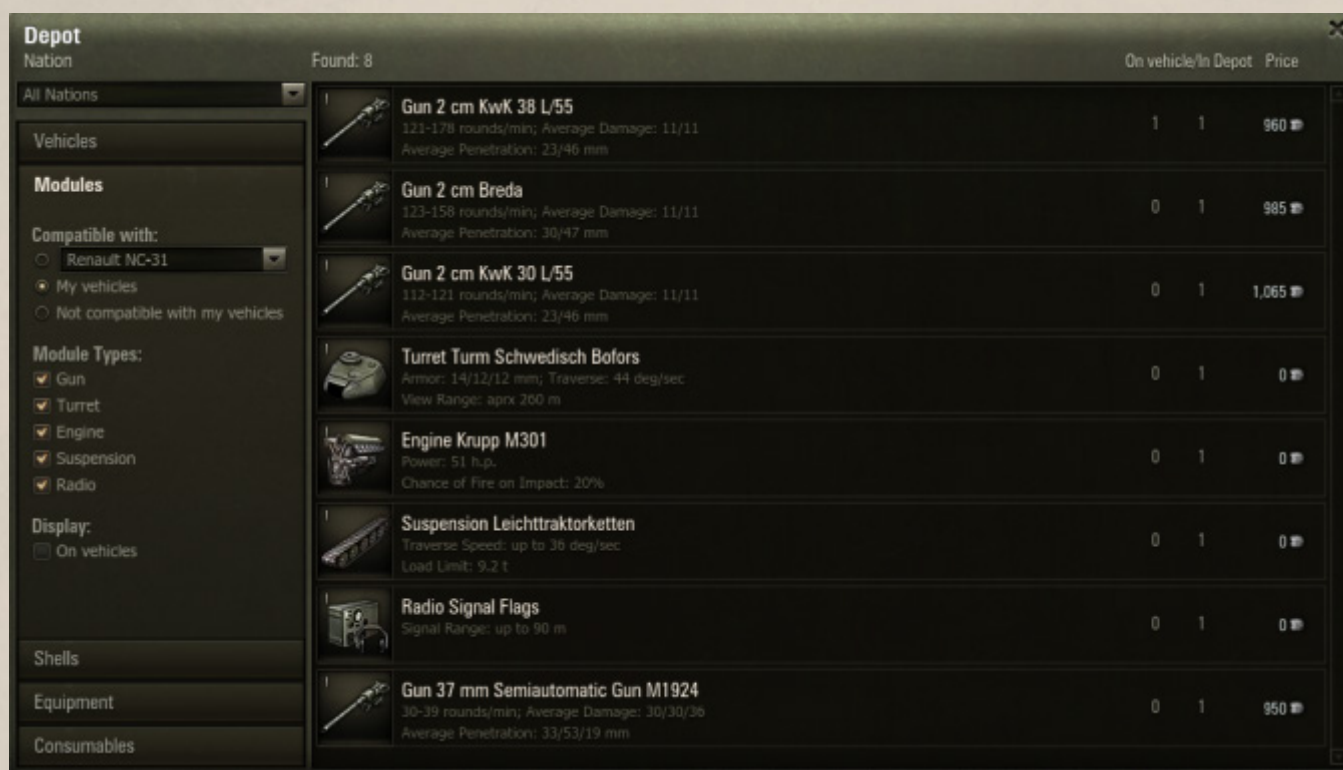 Depot
Nation
Found: 8
On vehicle/In Depot Price
All Nations
Vehicles
Modules
Compatible with:
Renault NC-31
My vehicles
Not compatible with my vehicles
Module Types:
Gun
Turret
Engine
Suspension
Radio
Display:
On vehicles
Shells
Equipment
Consumables
I
Gun 2 cm KwK 38 L/55
121-178 rounds/min; Average Damage: 11/11
Average Penetration: 23/46 mm
1 1 960
I
Gun 2 cm Breda
123-158 rounds/min; Average Damage: 11/11
Average Penetration: 30/47 mm
0 1 985
I
Gun 2 cm KwK 30 L/55
112-121 rounds/min; Average Damage: 11/11
Average Penetration: 23/46 mm
0 1 1,065
I
Turret Turm Schwedisch Bofors
Armor: 14/12/12 mm; Traverse: 44 deg/sec
View Range: aprx 260 m
0 1 0
I
Engine Krupp M301
Power: 51 h.p.
Chance of Fire on Impact: 20%
0 1 0
I
Suspension Leichttraktorketten
Traverse Speed: up to 36 deg/sec
Load Limit: 9.2 t
0 1 0
I
Radio Signal Flags
Signal Range: up to 90 m
0 1 0
I
Gun 37 mm Semiautomatic Gun M1924
30-39 rounds/min; Average Damage: 30/30/36
Average Penetration: 33/53/19 mm
0 1 950